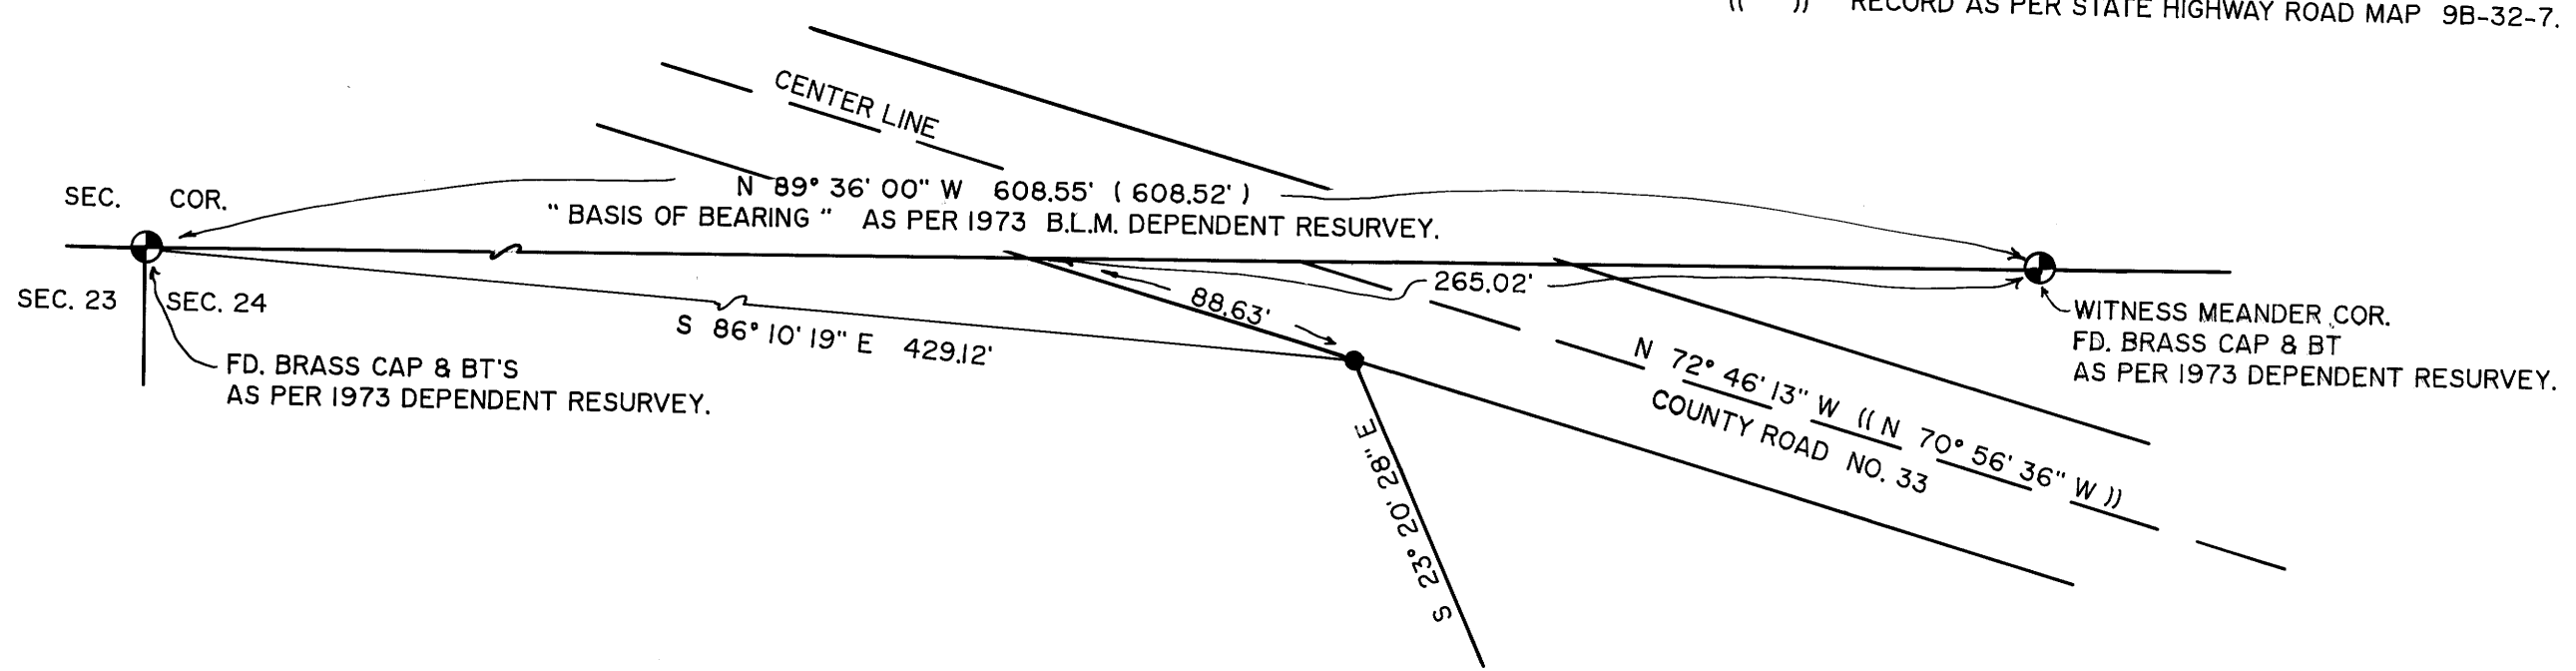 (( )) RECORD AS PER STATE HIGHWAY ROAD MAP 9B-32-7.
CENTER LINE
N 89° 36' 00" W 608.55' ( 608.52' )
" BASIS OF BEARING " AS PER 1973 B.L.M. DEPENDENT RESURVEY.
SEC. COR.
SEC. 23 SEC. 24
FD. BRASS CAP & BT'S
AS PER 1973 DEPENDENT RESURVEY.
S 86° 10' 19" E 429.12'
88.63'
265.02'
WITNESS MEANDER COR.
FD. BRASS CAP & BT
AS PER 1973 DEPENDENT RESURVEY.
N 72° 46' 13" W (( N 70° 56' 36" W ))
COUNTY ROAD NO. 33
S 23° 20' 28" E